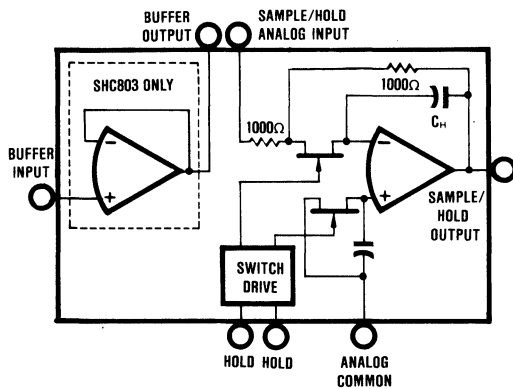 BUFFER
OUTPUT
SAMPLE/HOLD
ANALOG INPUT
SHC803 ONLY
1000Ω
1000Ω
CH
−
+
−
+
BUFFER
INPUT
SAMPLE/
HOLD
OUTPUT
SWITCH
DRIVE
HOLD
HOLD
ANALOG
COMMON